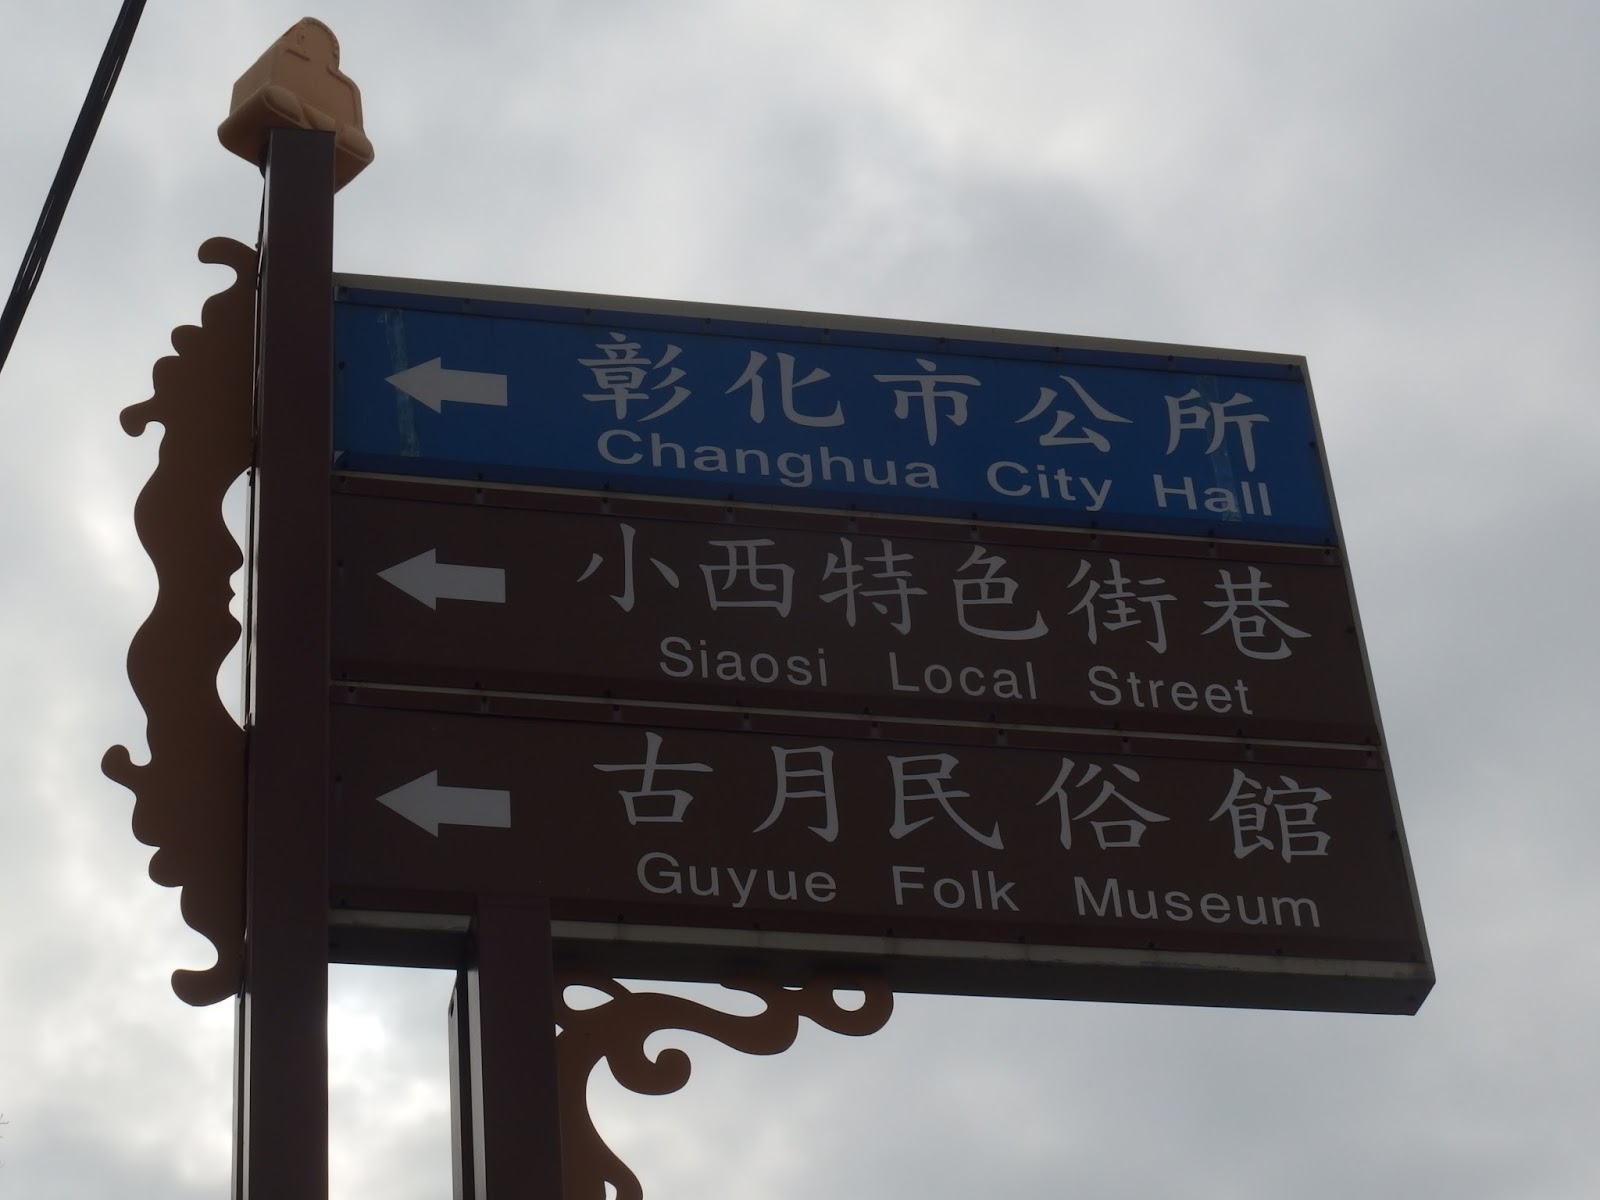 彰化市公所
Changhua City Hall
小西特色街巷
Siaosi Local Street
古月民俗館
Guyue Folk Museum